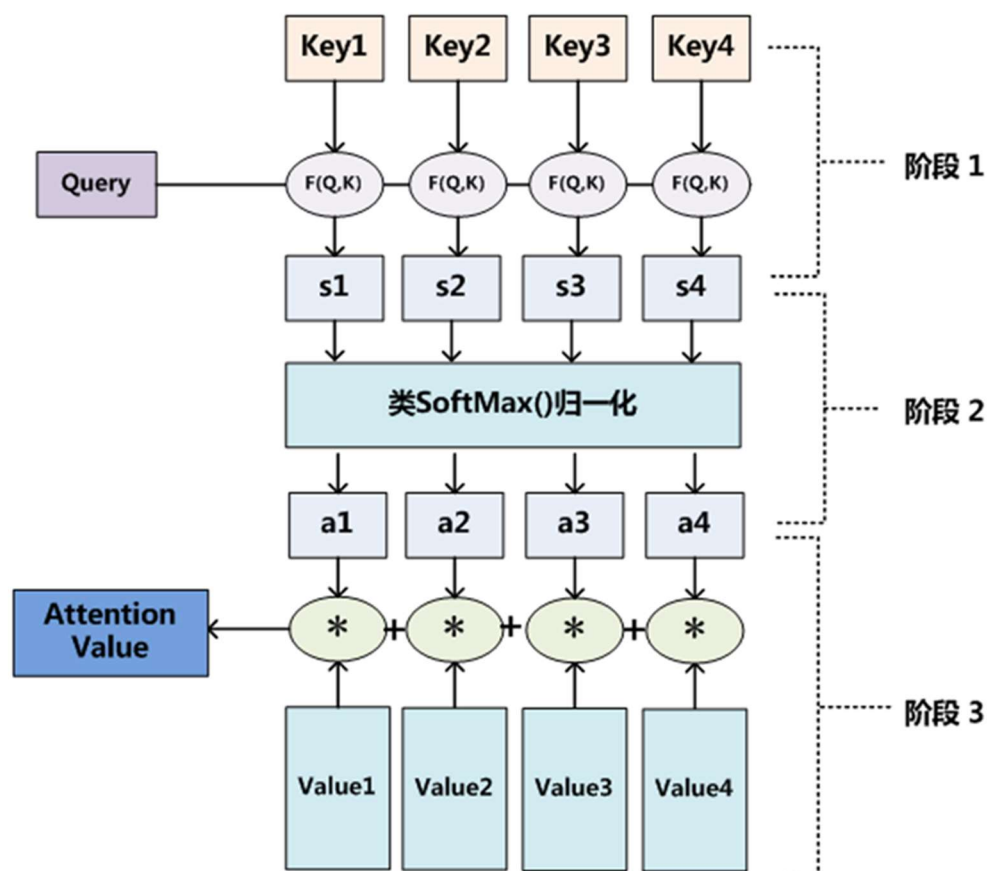 Key1 Key2 Key3 Key4
阶段 1
Query F(Q,K) F(Q,K) F(Q,K) F(Q,K)
s1 s2 s3 s4
类SoftMax()归一化
阶段 2
a1 a2 a3 a4
Attention
Value
* + * + * + *
阶段 3
Value1 Value2 Value3 Value4